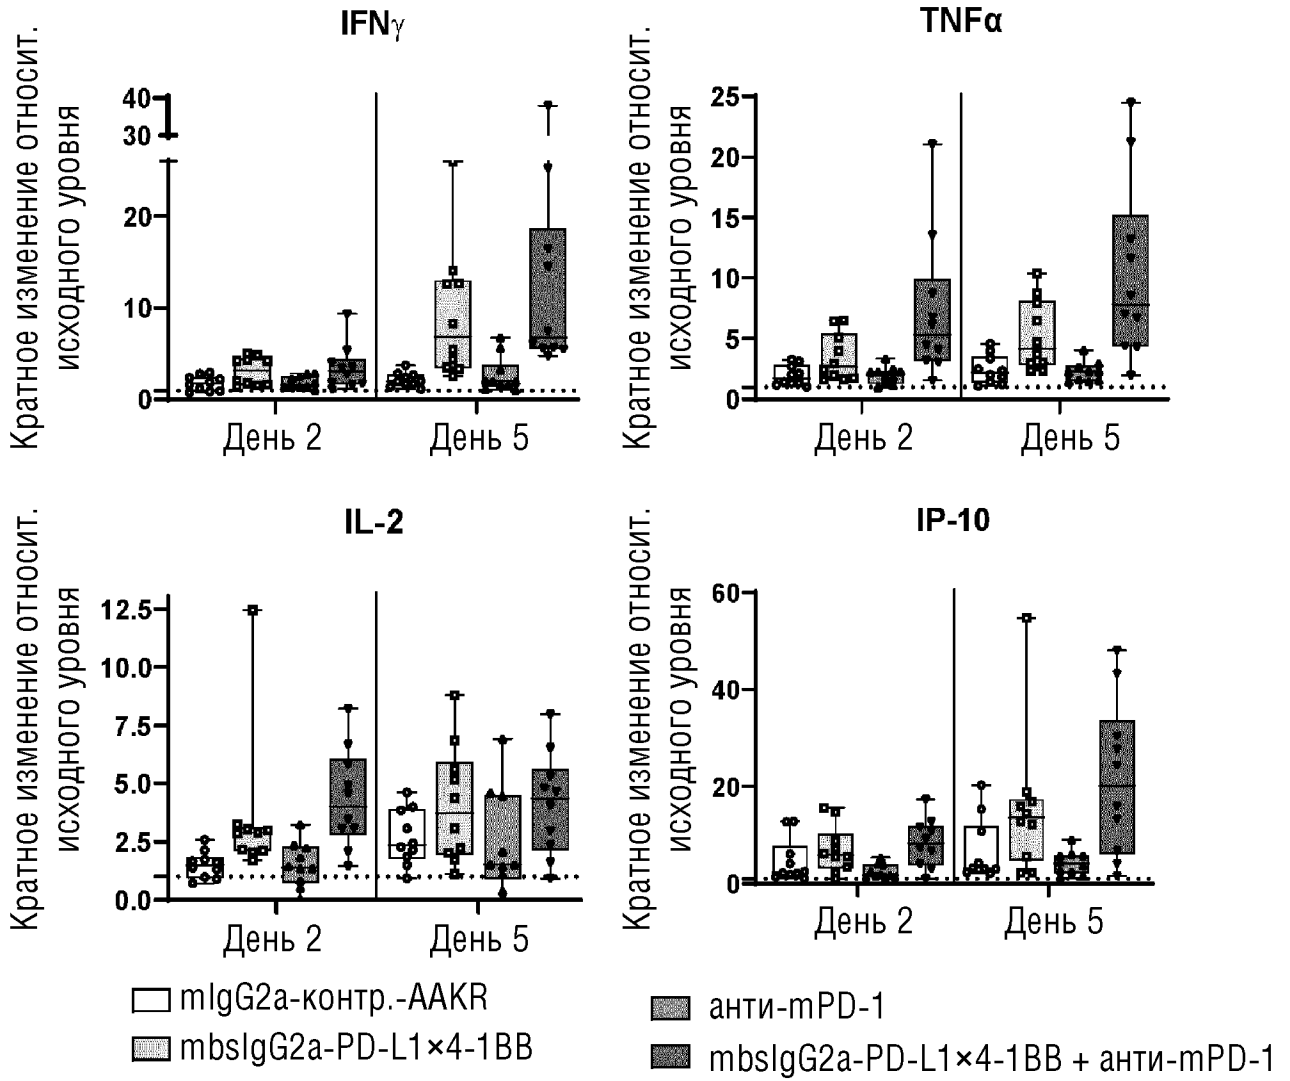 IFNγ
Кратное изменение относит.
исходного уровня
40
30
20
10
0
День 2
День 5
TNFα
Кратное изменение относит.
исходного уровня
25
20
15
10
5
0
День 2
День 5
IL-2
Кратное изменение относит.
исходного уровня
12.5
10.0
7.5
5.0
2.5
0.0
День 2
День 5
IP-10
Кратное изменение относит.
исходного уровня
60
40
20
0
День 2
День 5
mIgG2a-контр.-AAKR
mbsIgG2a-PD-L1×4-1BB
анти-mPD-1
mbsIgG2a-PD-L1×4-1BB + анти-mPD-1